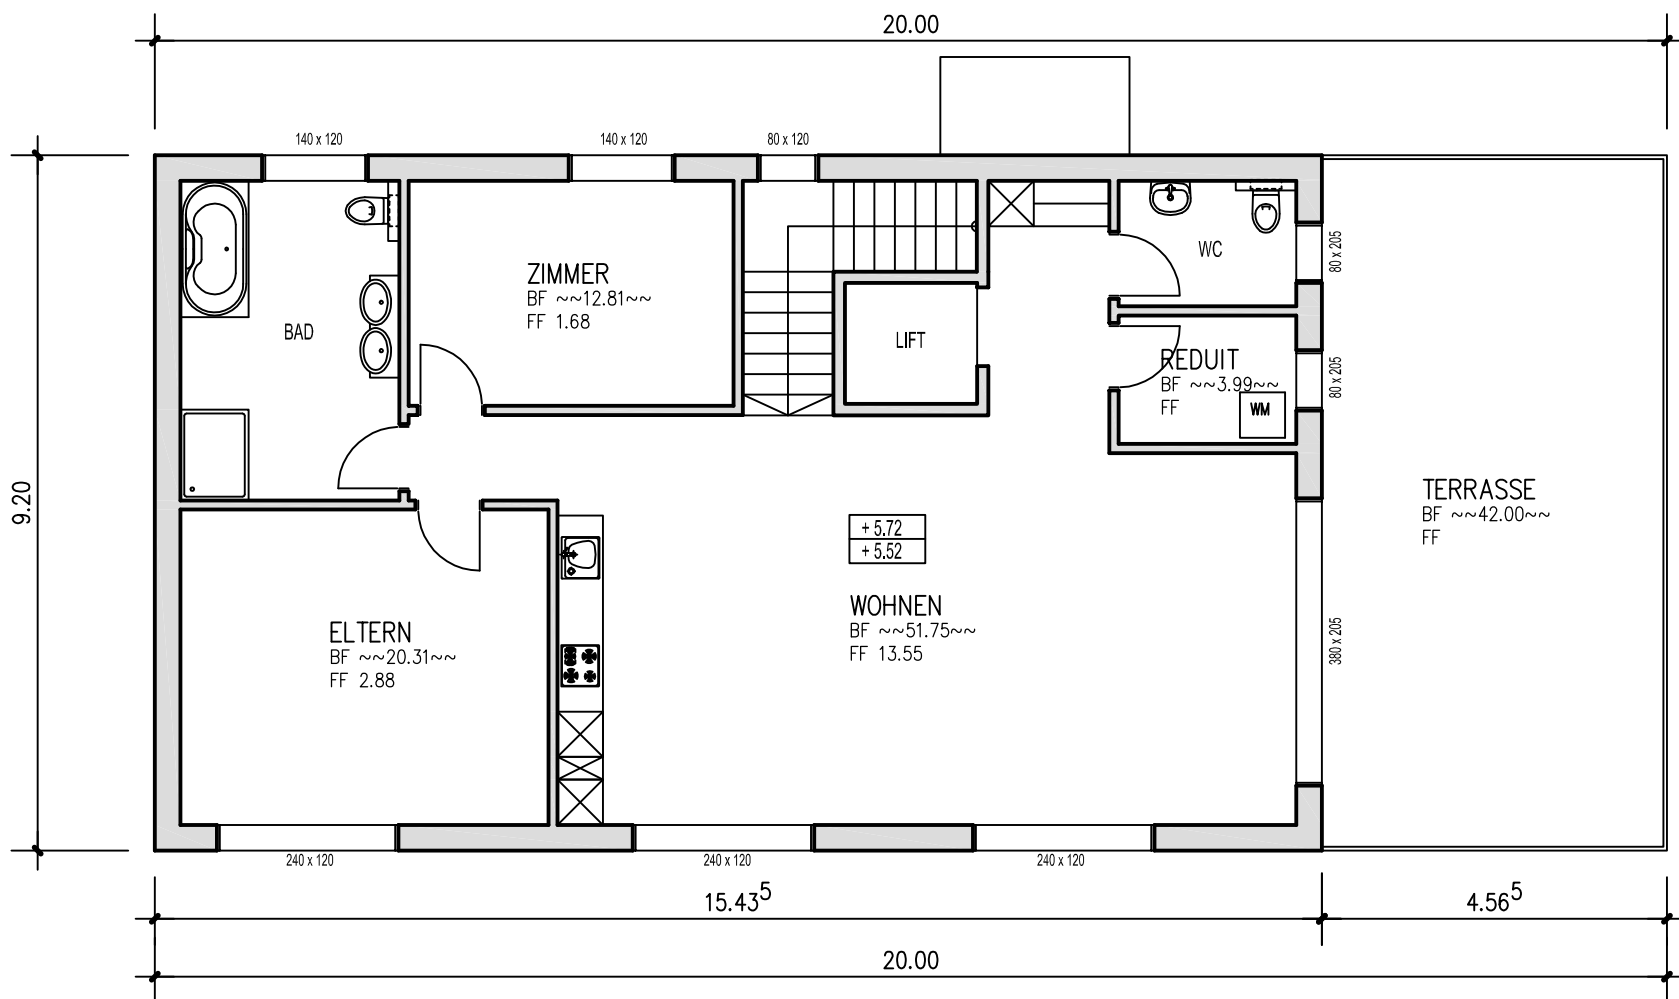 20.00
140 x 120
140 x 120
80 x 120
ZIMMER
BF ~~12.81~~
FF 1.68
BAD
LIFT
WC
80 x 205
REDUIT
BF ~~3.99~~
FF
WM
80 x 205
9.20
TERRASSE
BF ~~42.00~~
FF
+ 5.72
+ 5.52
WOHNEN
BF ~~51.75~~
FF 13.55
ELTERN
BF ~~20.31~~
FF 2.88
380 x 205
240 x 120
240 x 120
240 x 120
15.43⁵
4.56⁵
20.00